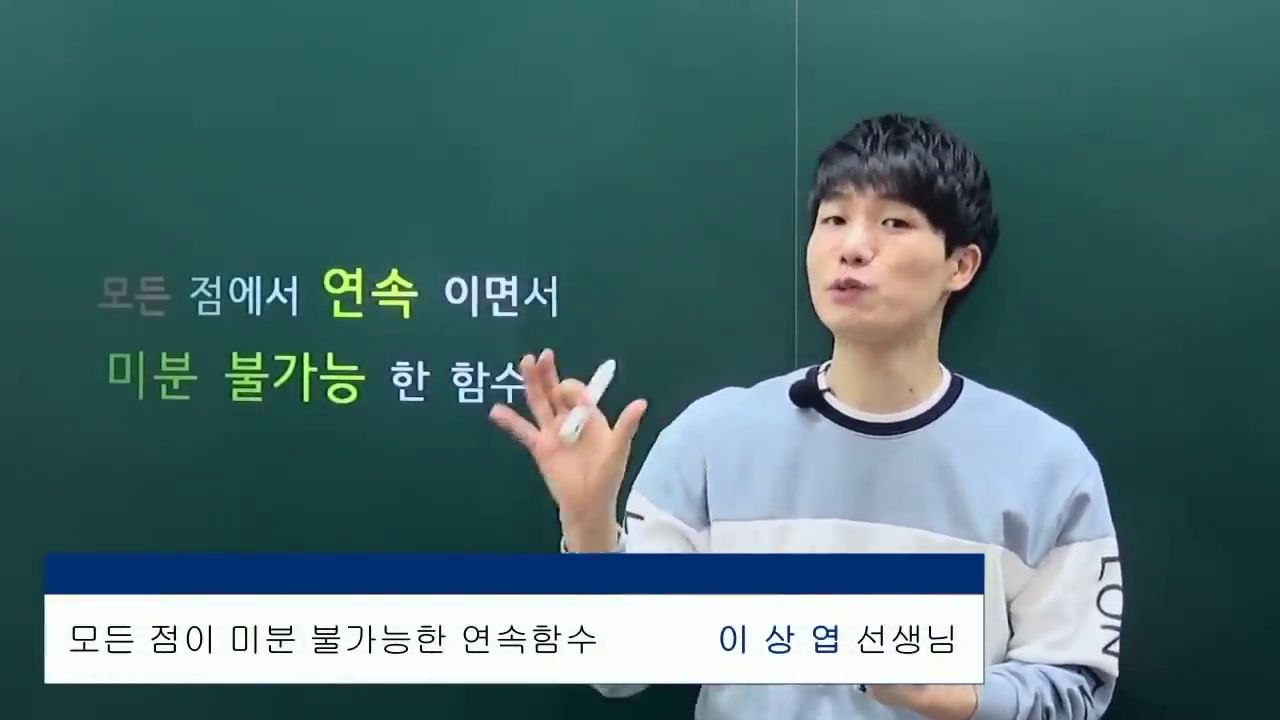 모든 점에서 연속 이면서
미분 불가능 한 함수
LON
모든 점이 미분 불가능한 연속함수
이 상 엽 선생님